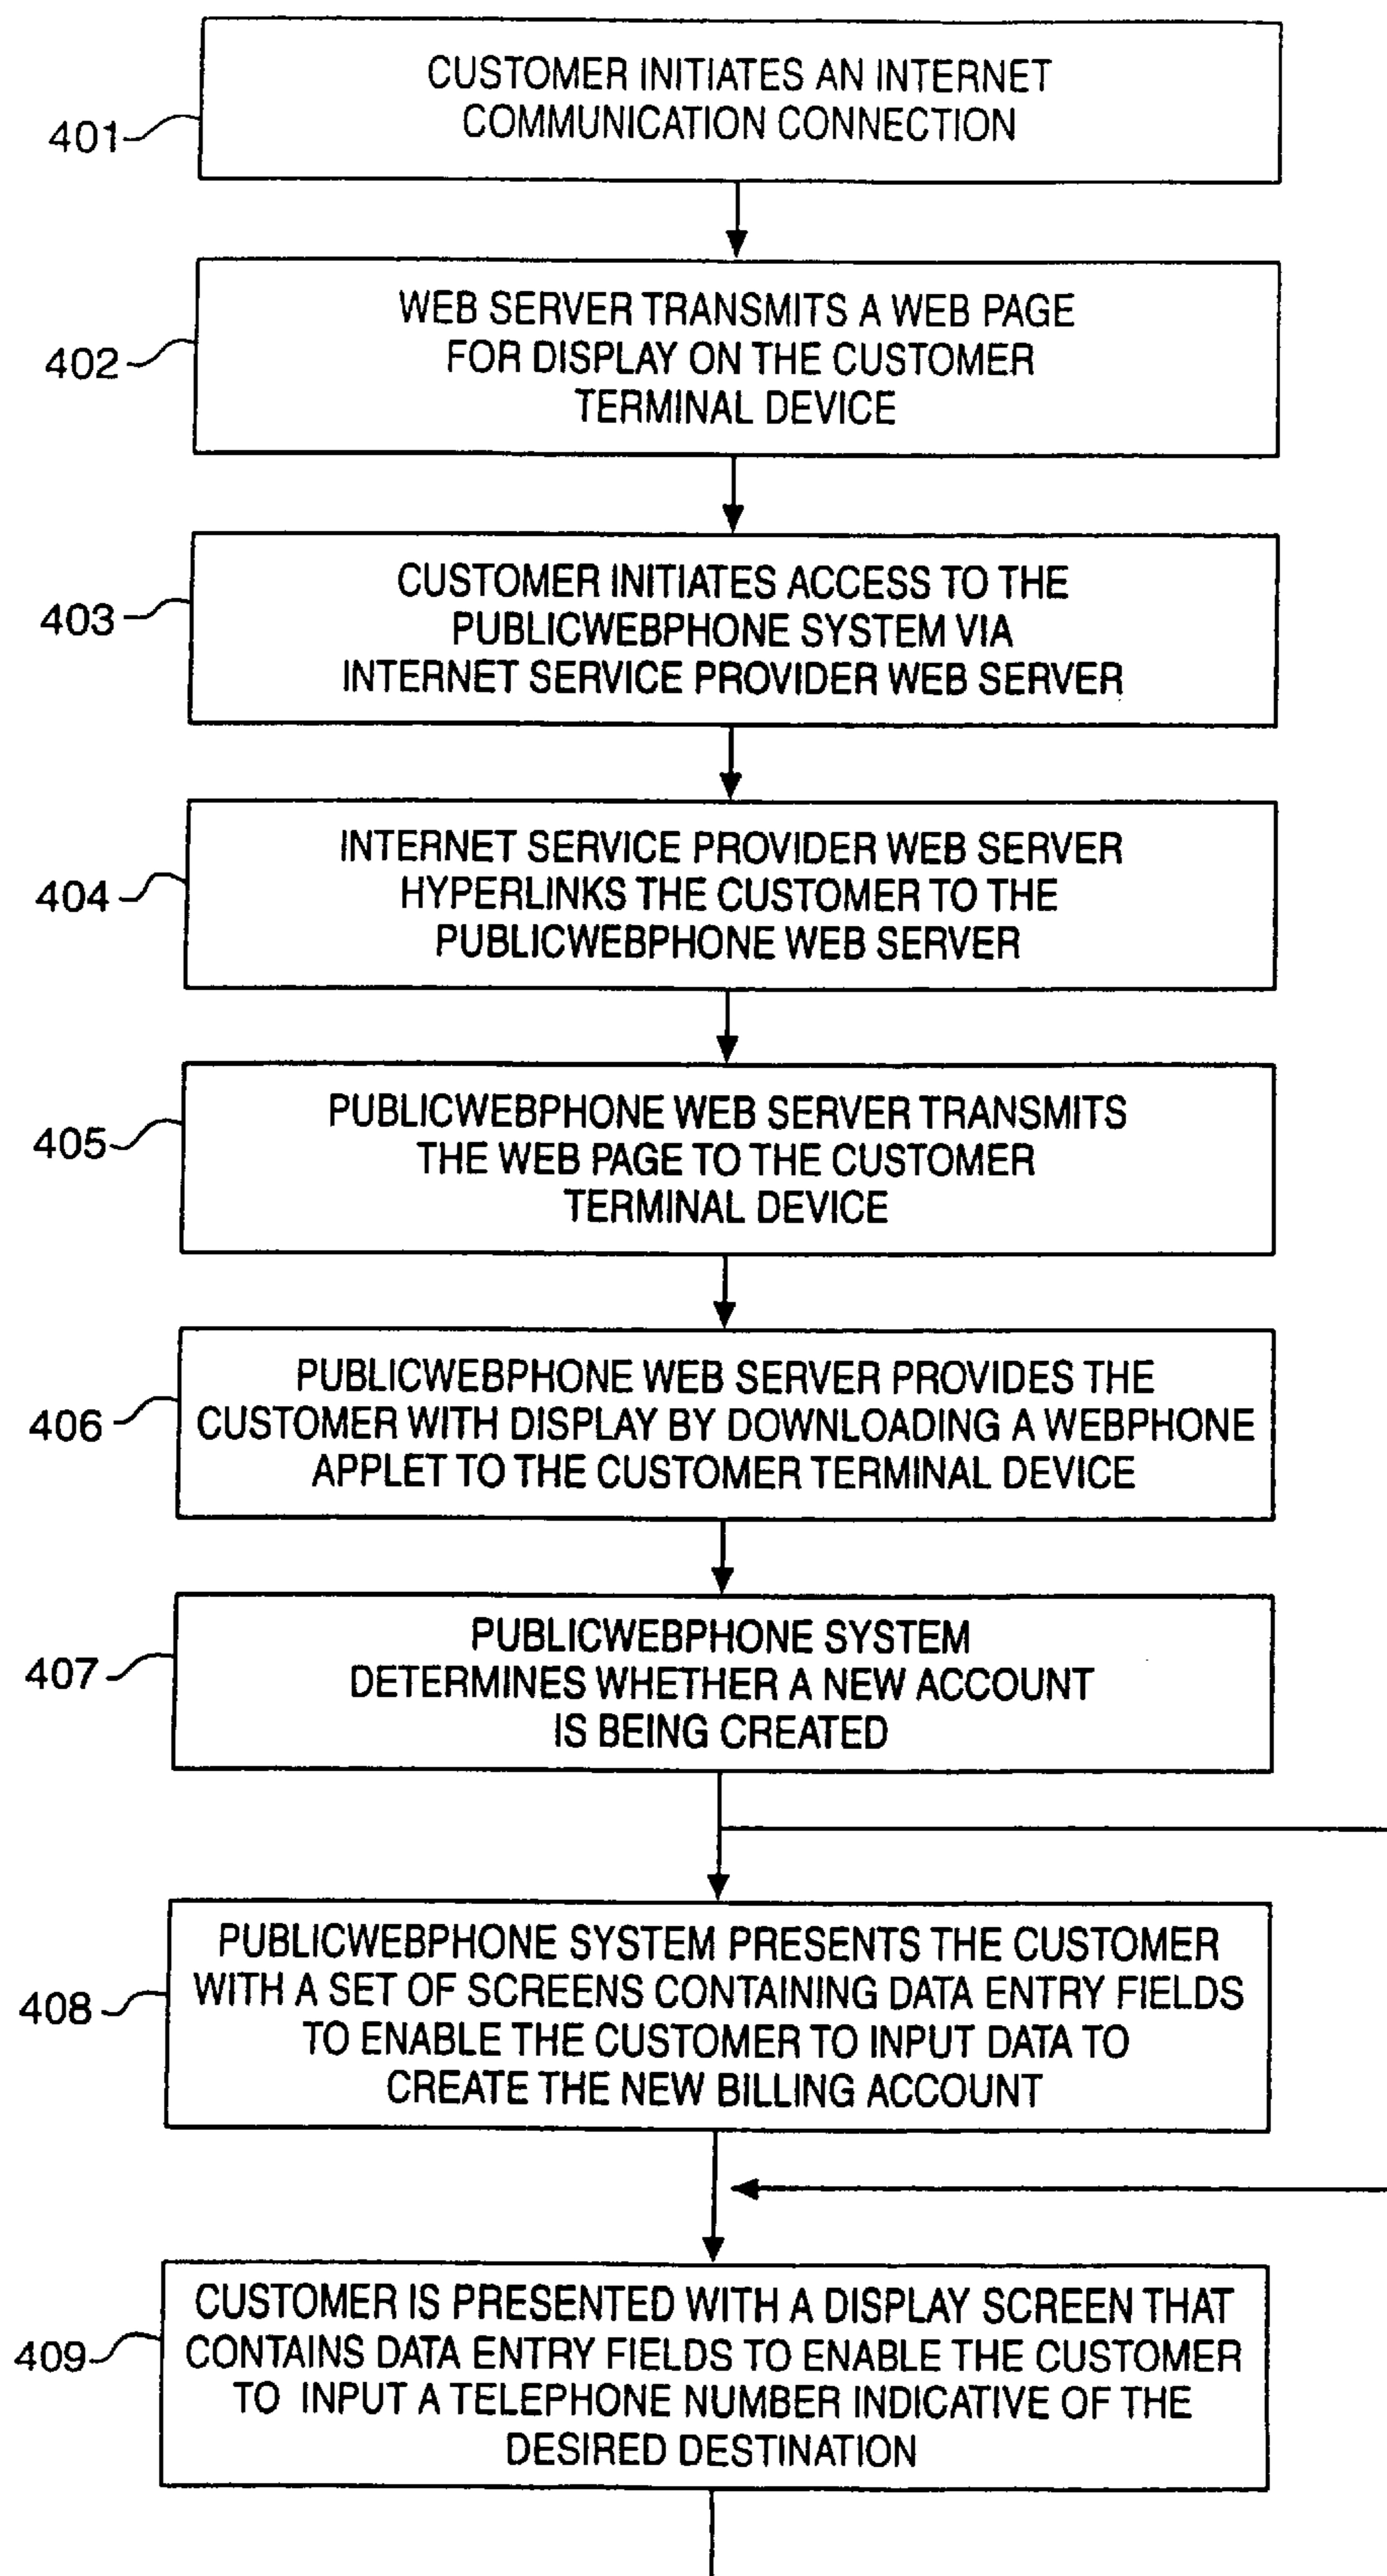 CUSTOMER INITIATES AN INTERNET
COMMUNICATION CONNECTION
401
WEB SERVER TRANSMITS A WEB PAGE
FOR DISPLAY ON THE CUSTOMER
TERMINAL DEVICE
402
CUSTOMER INITIATES ACCESS TO THE
PUBLICWEBPHONE SYSTEM VIA
INTERNET SERVICE PROVIDER WEB SERVER
403
INTERNET SERVICE PROVIDER WEB SERVER
HYPERLINKS THE CUSTOMER TO THE
PUBLICWEBPHONE WEB SERVER
404
PUBLICWEBPHONE WEB SERVER TRANSMITS
THE WEB PAGE TO THE CUSTOMER
TERMINAL DEVICE
405
PUBLICWEBPHONE WEB SERVER PROVIDES THE
CUSTOMER WITH DISPLAY BY DOWNLOADING A WEBPHONE
APPLET TO THE CUSTOMER TERMINAL DEVICE
406
PUBLICWEBPHONE SYSTEM
DETERMINES WHETHER A NEW ACCOUNT
IS BEING CREATED
407
PUBLICWEBPHONE SYSTEM PRESENTS THE CUSTOMER
WITH A SET OF SCREENS CONTAINING DATA ENTRY FIELDS
TO ENABLE THE CUSTOMER TO INPUT DATA TO
CREATE THE NEW BILLING ACCOUNT
408
CUSTOMER IS PRESENTED WITH A DISPLAY SCREEN THAT
CONTAINS DATA ENTRY FIELDS TO ENABLE THE CUSTOMER
TO INPUT A TELEPHONE NUMBER INDICATIVE OF THE
DESIRED DESTINATION
409